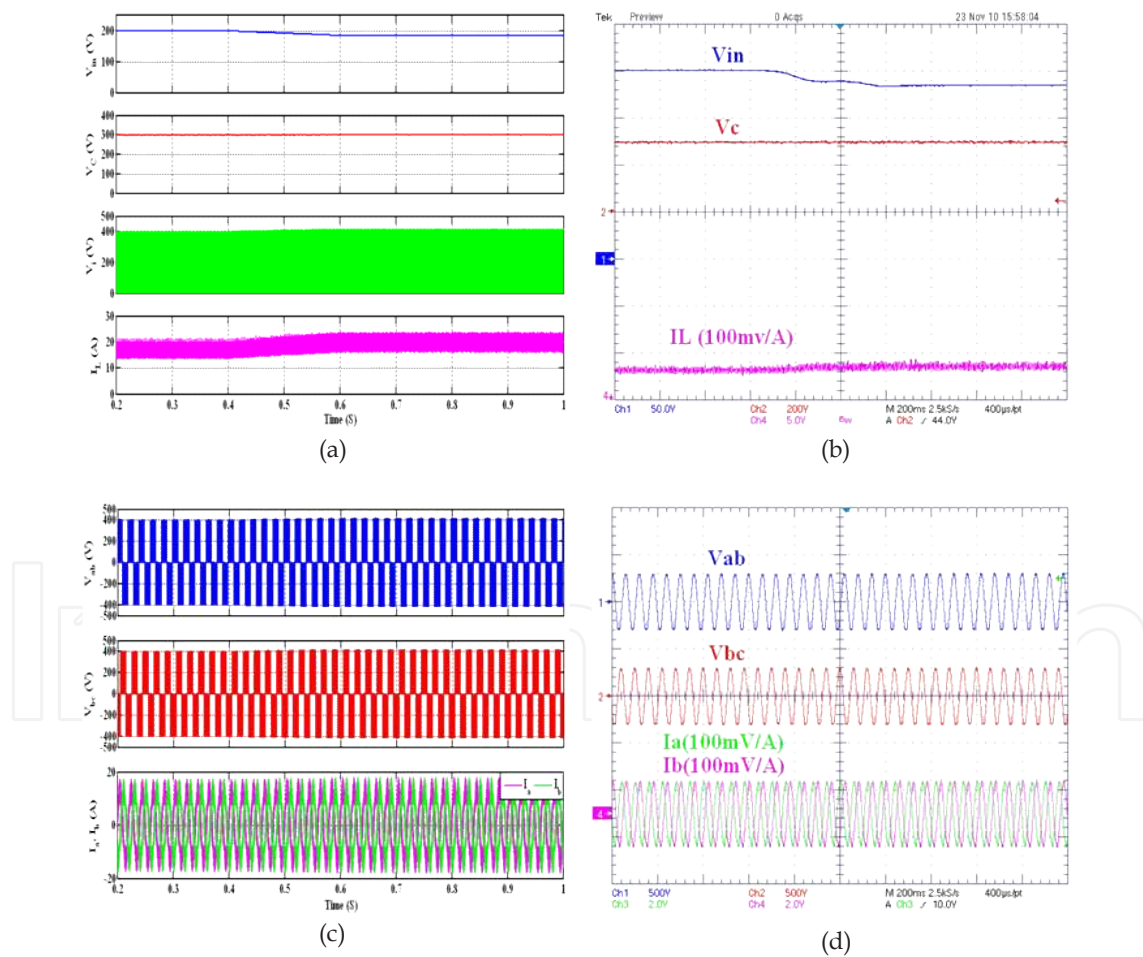 Tek Preview 0 Acqs 23 Nov 10 15:58:04
V_in (V)
200
100
0
V_C (V)
400
300
200
100
0
V_i (V)
500
400
200
0
I_L (A)
30
20
10
0
0.2 0.3 0.4 0.5 0.6 0.7 0.8 0.9 1
Time (S)
(a)
Vin
Vc
2
1
IL (100mv/A)
4
Ch1 50.0V Ch2 200V M 200ms 2.5kS/s 400µs/pt
Ch4 5.0V Bw A Ch2 / 44.0V
(b)
V_ab (V)
500
400
200
0
-200
-400
-500
V_bc (V)
500
400
200
0
-200
-400
-500
I_a, I_b (A)
20
0
-20
I_a I_b
0.2 0.3 0.4 0.5 0.6 0.7 0.8 0.9 1
Time (S)
(c)
Vab
1
Vbc
2
Ia(100mV/A)
Ib(100mV/A)
4
Ch1 500V Ch2 500V M 200ms 2.5kS/s 400µs/pt
Ch3 2.0V Ch4 2.0V A Ch3 / 10.0V
(d)